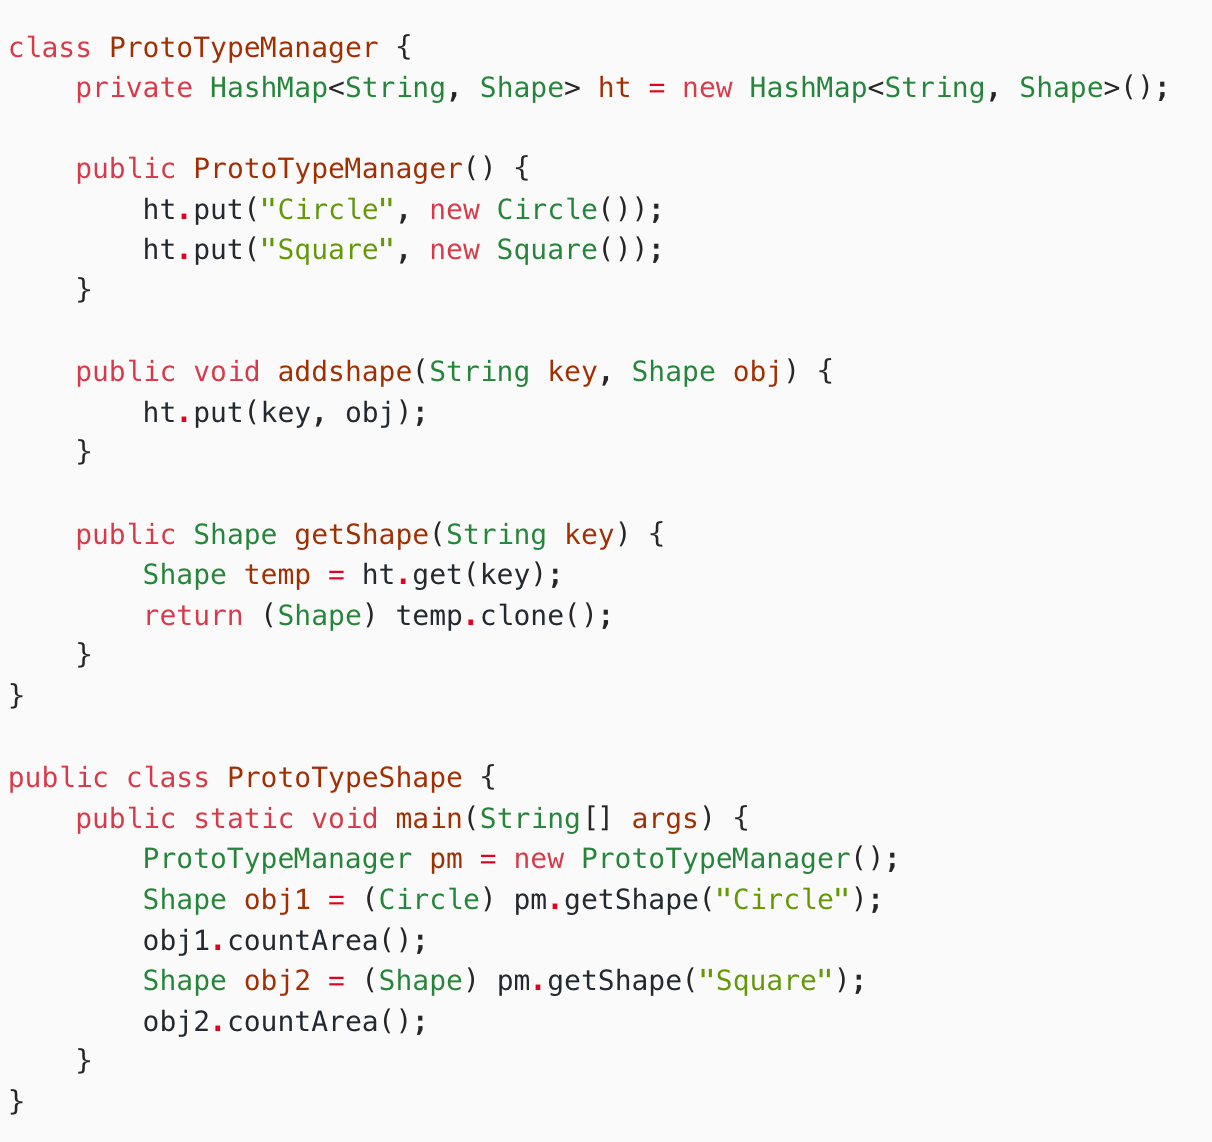 class ProtoTypeManager {
    private HashMap<String, Shape> ht = new HashMap<String, Shape>();

    public ProtoTypeManager() {
        ht.put("Circle", new Circle());
        ht.put("Square", new Square());
    }

    public void addshape(String key, Shape obj) {
        ht.put(key, obj);
    }

    public Shape getShape(String key) {
        Shape temp = ht.get(key);
        return (Shape) temp.clone();
    }
}

public class ProtoTypeShape {
    public static void main(String[] args) {
        ProtoTypeManager pm = new ProtoTypeManager();
        Shape obj1 = (Circle) pm.getShape("Circle");
        obj1.countArea();
        Shape obj2 = (Shape) pm.getShape("Square");
        obj2.countArea();
    }
}